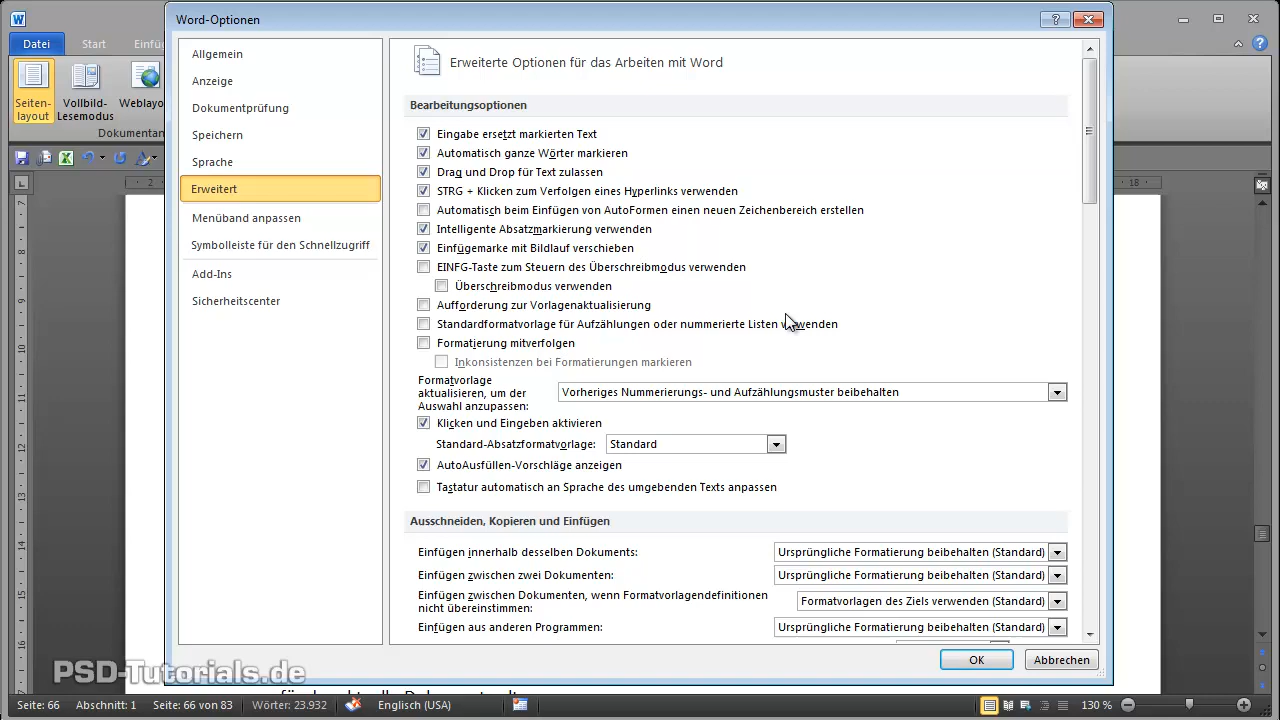 Word-Optionen
Datei
Start
Einfü
Seiten-
layout
Vollbild-
Lesemodus
Weblayo
Dokumentan
Allgemein
Anzeige
Dokumentprüfung
Speichern
Sprache
Erweitert
Menüband anpassen
Symbolleiste für den Schnellzugriff
Add-Ins
Sicherheitscenter
Erweiterte Optionen für das Arbeiten mit Word
Bearbeitungsoptionen
Eingabe ersetzt markierten Text
Automatisch ganze Wörter markieren
Drag und Drop für Text zulassen
STRG + Klicken zum Verfolgen eines Hyperlinks verwenden
Automatisch beim Einfügen von AutoFormen einen neuen Zeichenbereich erstellen
Intelligente Absatzmarkierung verwenden
Einfügemarke mit Bildlauf verschieben
EINFG-Taste zum Steuern des Überschreibmodus verwenden
Überschreibmodus verwenden
Aufforderung zur Vorlagenaktualisierung
Standardformatvorlage für Aufzählungen oder nummerierte Listen verwenden
Formatierung mitverfolgen
Inkonsistenzen bei Formatierungen markieren
Formatvorlage
aktualisieren, um der
Auswahl anzupassen:
Vorheriges Nummerierungs- und Aufzählungsmuster beibehalten
Klicken und Eingeben aktivieren
Standard-Absatzformatvorlage: Standard
AutoAusfüllen-Vorschläge anzeigen
Tastatur automatisch an Sprache des umgebenden Texts anpassen
Ausschneiden, Kopieren und Einfügen
Einfügen innerhalb desselben Dokuments: Ursprüngliche Formatierung beibehalten (Standard)
Einfügen zwischen zwei Dokumenten: Ursprüngliche Formatierung beibehalten (Standard)
Einfügen zwischen Dokumenten, wenn Formatvorlagendefinitionen
nicht übereinstimmen: Formatvorlagen des Ziels verwenden (Standard)
Einfügen aus anderen Programmen: Ursprüngliche Formatierung beibehalten (Standard)
OK
Abbrechen
PSD-Tutorials.de
Seite: 66
Abschnitt: 1
Seite: 66 von 83
Wörter: 23.932
Englisch (USA)
130 %